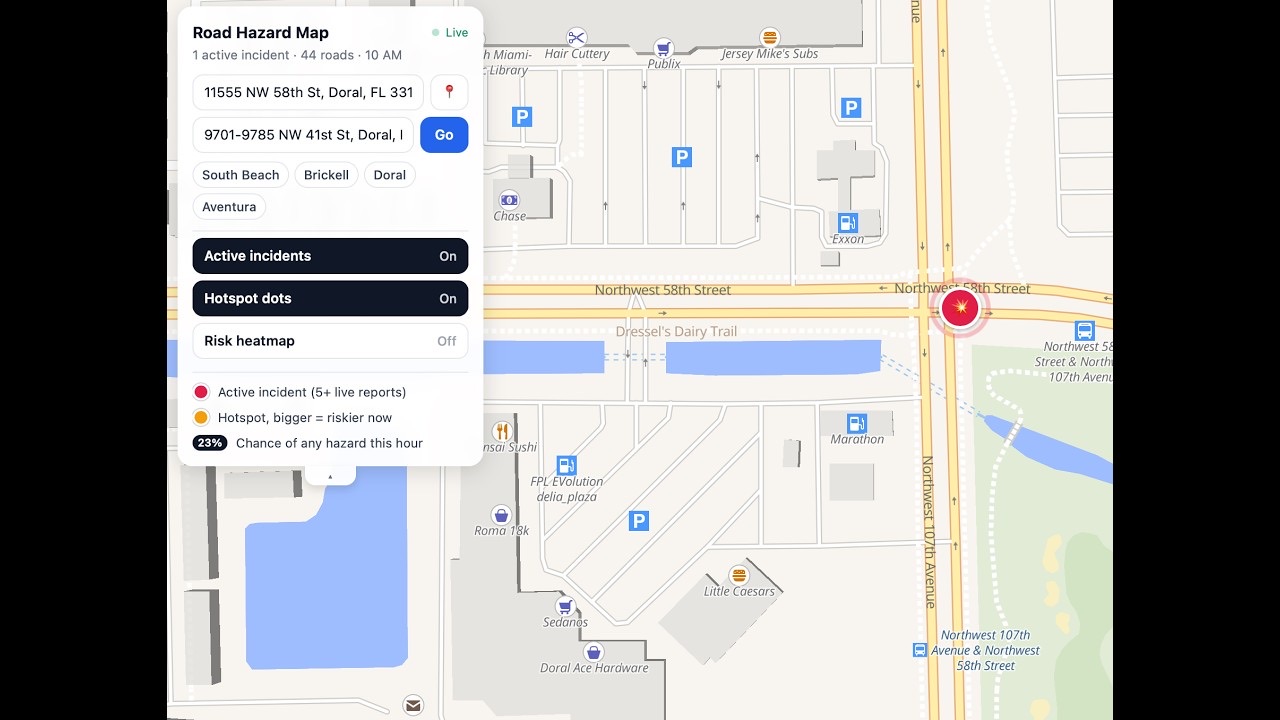 Road Hazard Map
Live
1 active incident · 44 roads · 10 AM
11555 NW 58th St, Doral, FL 331
9701-9785 NW 41st St, Doral,
Go
South Beach
Brickell
Doral
Aventura
Active incidents
On
Hotspot dots
On
Risk heatmap
Off
Active incident (5+ live reports)
Hotspot, bigger = riskier now
23%
Chance of any hazard this hour
h Miami-
Library
Hair Cuttery
Publix
Jersey Mike's Subs
Avenue
P
P
P
Chase
Exxon
Northwest 58th Street
Northwest 58th Street
Dressel's Dairy Trail
Northwest 58
Street & Northw
107th Avenu
Marathon
nsai Sushi
FPL EVolution
delia_plaza
Roma 18k
P
Northwest 107th Avenue
Little Caesars
Sedanos
Doral Ace Hardware
Northwest 107th
Avenue & Northwest
58th Street